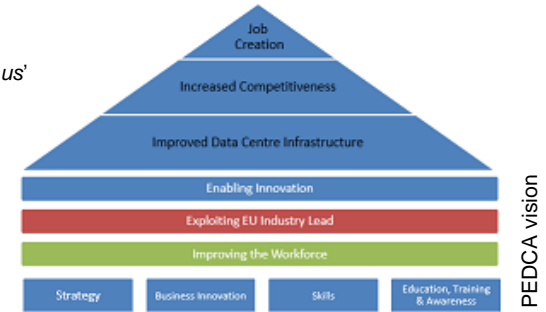 Job
Creation
us'
Increased Competitiveness
Improved Data Centre Infrastructure
Enabling Innovation
Exploiting EU Industry Lead
Improving the Workforce
Strategy
Business Innovation
Skills
Education, Training
& Awareness
PEDCA vision